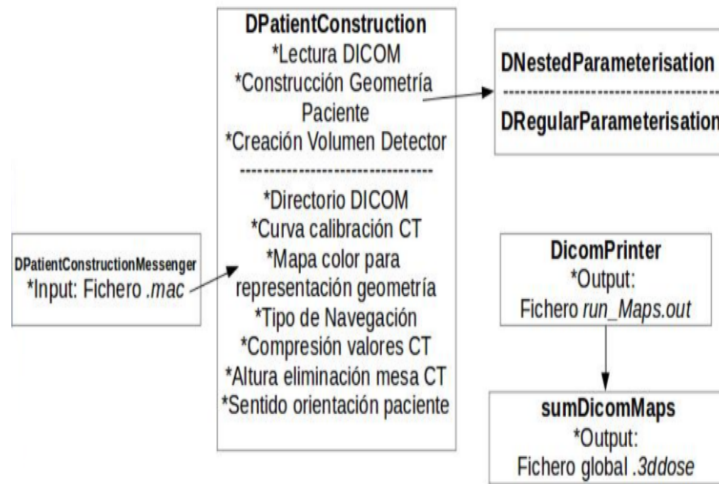 DPatientConstruction
*Lectura DICOM
*Construcción Geometría
Paciente
*Creación Volumen Detector
---------------------------------
*Directorio DICOM
*Curva calibración CT
*Mapa color para
representación geometría
*Tipo de Navegación
*Compresión valores CT
*Altura eliminación mesa CT
*Sentido orientación paciente
DPatientConstructionMessenger
*Input: Fichero .mac
DNestedParameterisation
---------------------------------
DRegularParameterisation
DicomPrinter
*Output:
Fichero run_Maps.out
sumDicomMaps
*Output:
Fichero global .3ddose